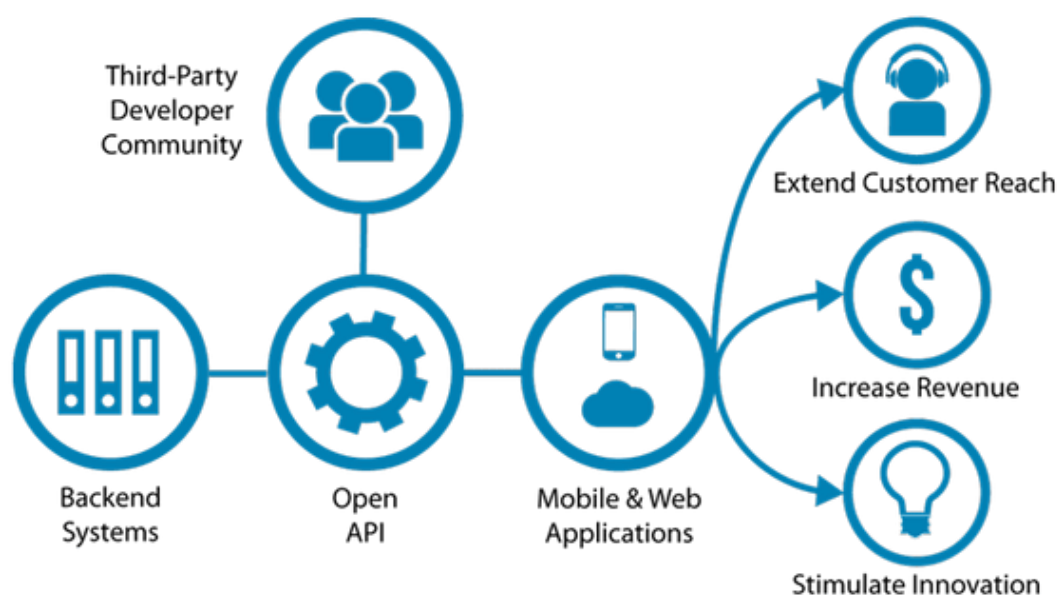 Third-Party
Developer
Community
Extend Customer Reach
$
Increase Revenue
Backend
Systems
Open
API
Mobile & Web
Applications
Stimulate Innovation